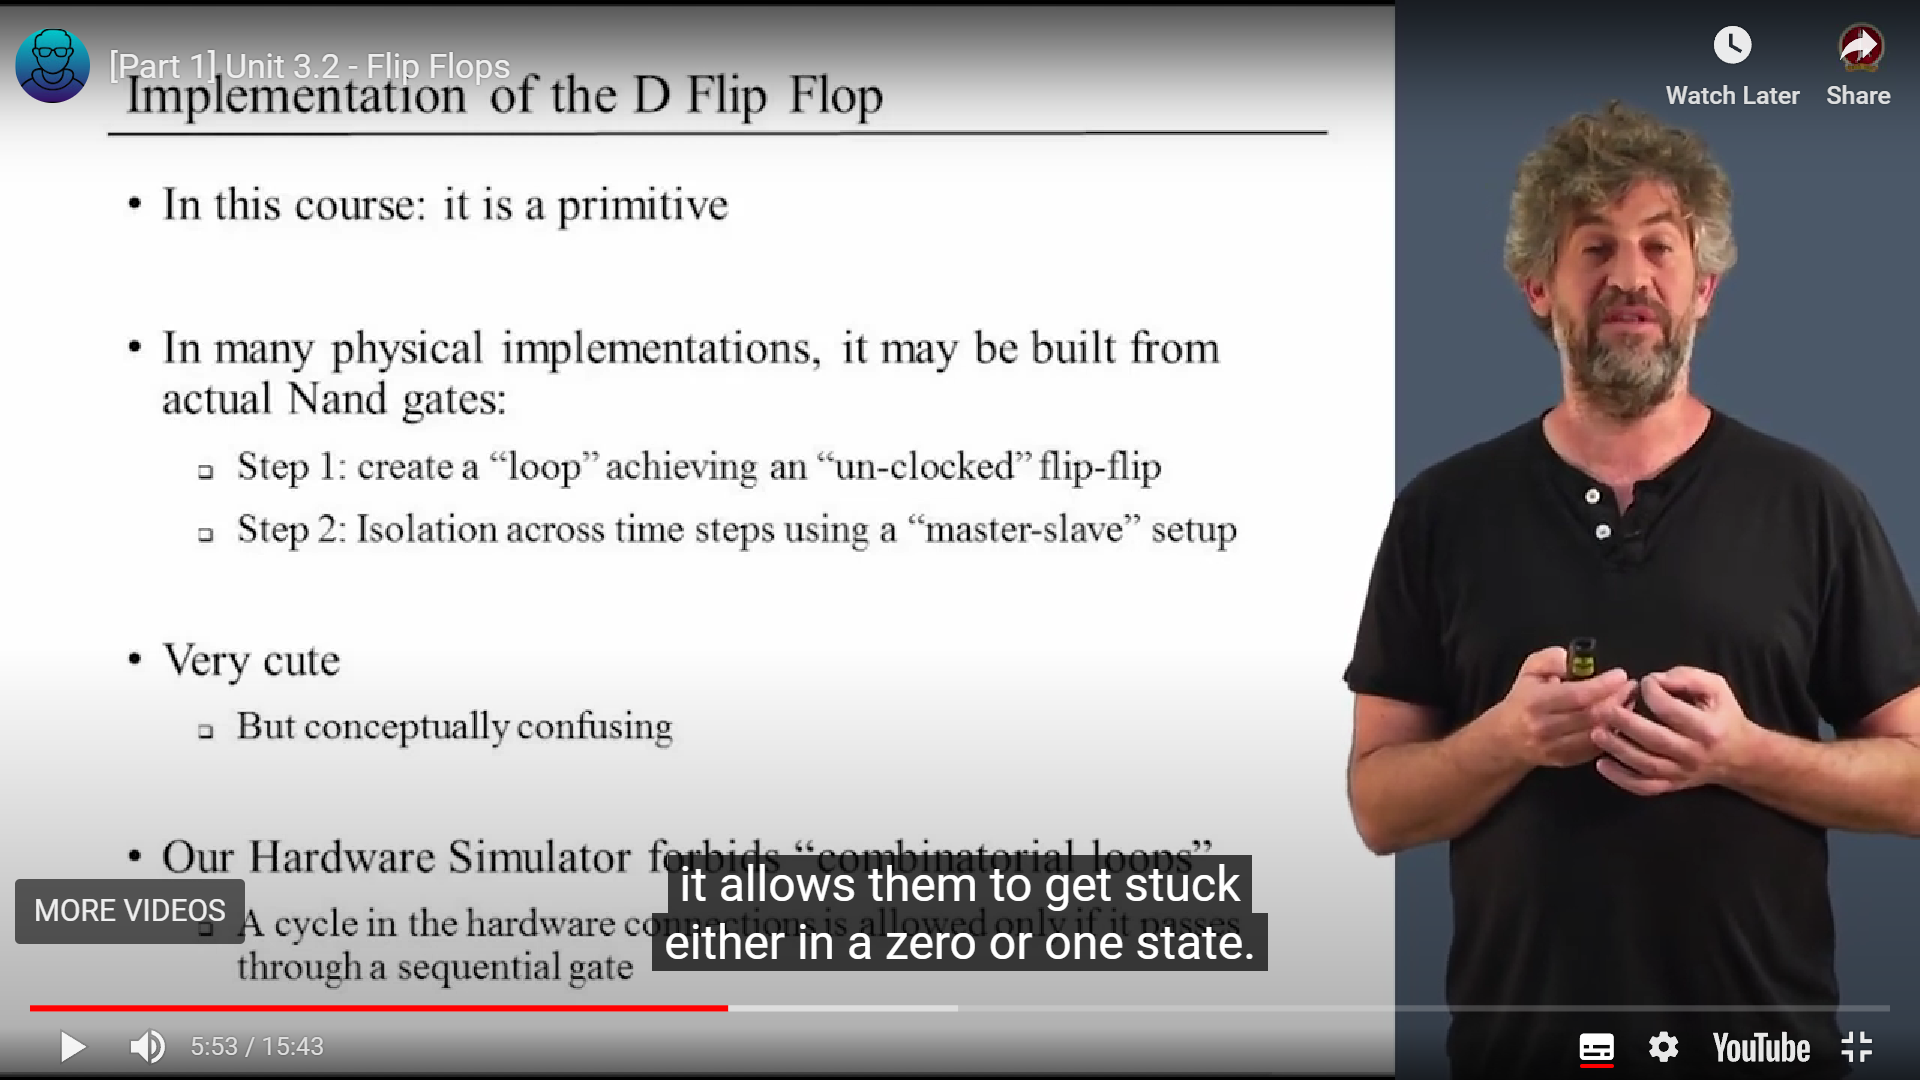 [Part 1] Unit 3.2 - Flip Flops
Watch Later
Share
Implementation of the D Flip Flop
• In this course: it is a primitive
• In many physical implementations, it may be built from
actual Nand gates:
❑ Step 1: create a “loop” achieving an “un-clocked” flip-flip
❑ Step 2: Isolation across time steps using a “master-slave” setup
• Very cute
❑ But conceptually confusing
• Our Hardware Simulator forbids “combinatorial loops”
❑ A cycle in the hardware connections is allowed only if it passes
through a sequential gate
it allows them to get stuck
either in a zero or one state.
MORE VIDEOS
5:53 / 15:43
YouTube